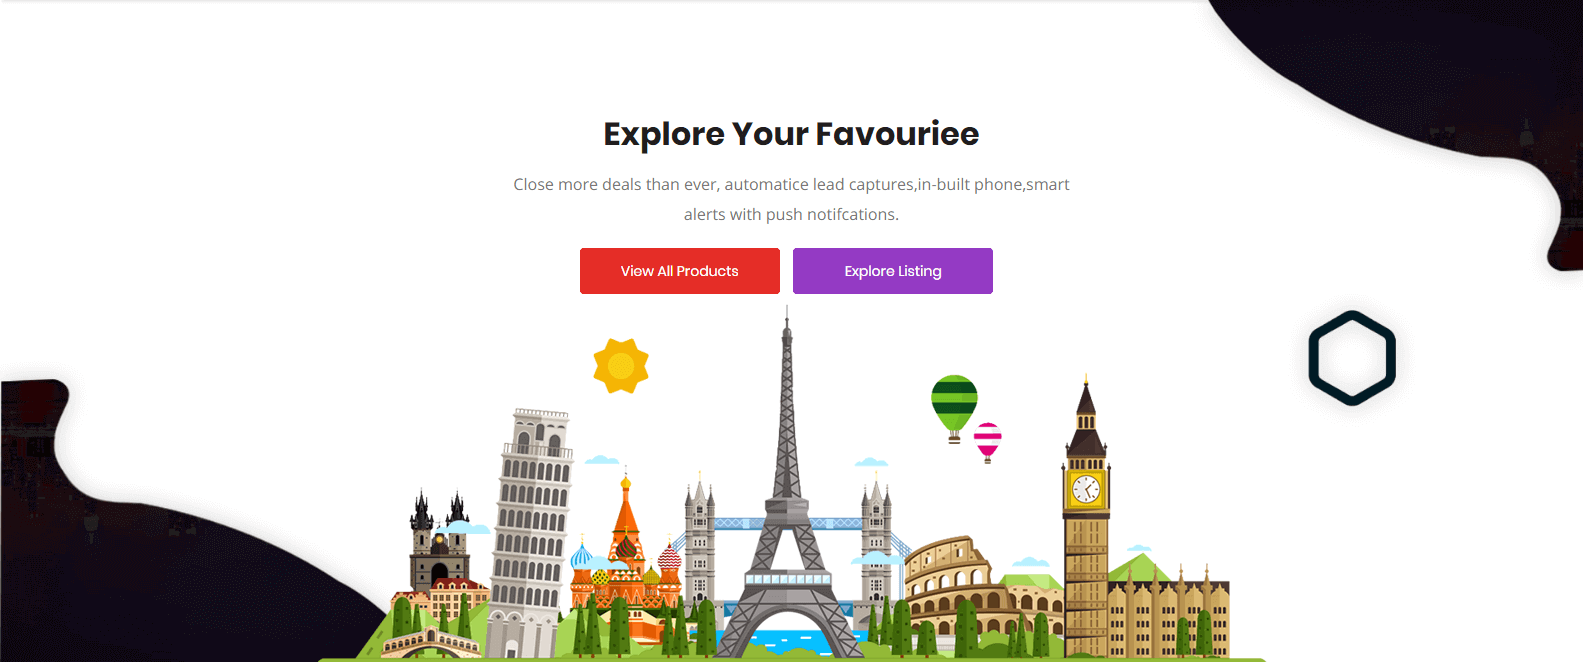 Explore Your Favouriee
Close more deals than ever, automatice lead captures,in-built phone,smart
alerts with push notifcations.
View All Products
Explore Listing